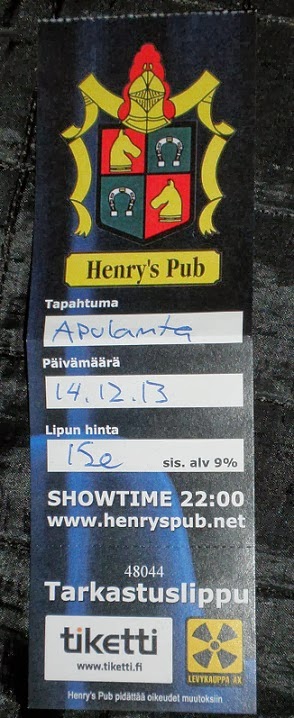 Henry's Pub
Tapahtuma
APulanta
Päivämäärä
14.12.13
Lipun hinta
15e sis. alv 9%
SHOWTIME 22:00
www.henryspub.net
48044
Tarkastuslippu
tiketti
www.tiketti.fi
LEVYKAUPPA ÄX
Henry's Pub pidättää oikeudet muutoksiin